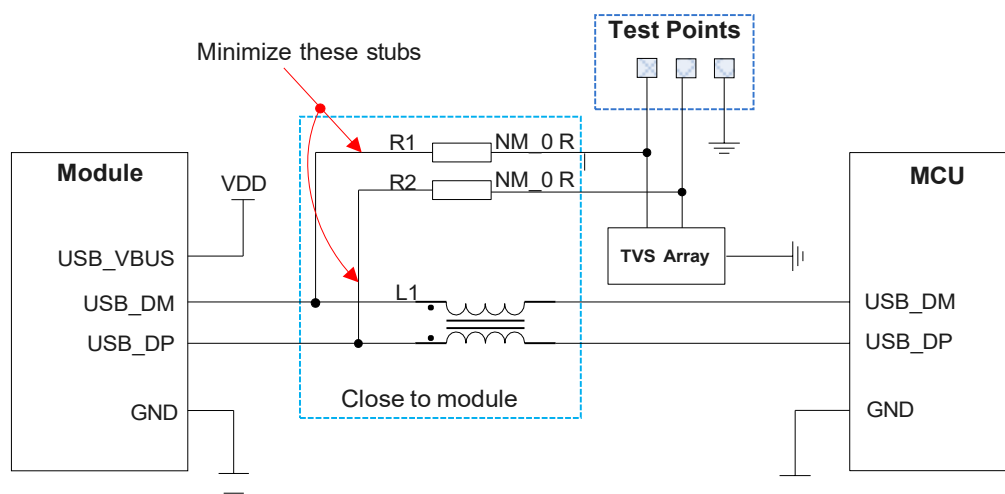 Test Points
Minimize these stubs
R1
NM_0 R
R2
NM_0 R
Module
VDD
MCU
TVS Array
USB_VBUS
L1
USB_DM
USB_DM
USB_DP
USB_DP
Close to module
GND
GND